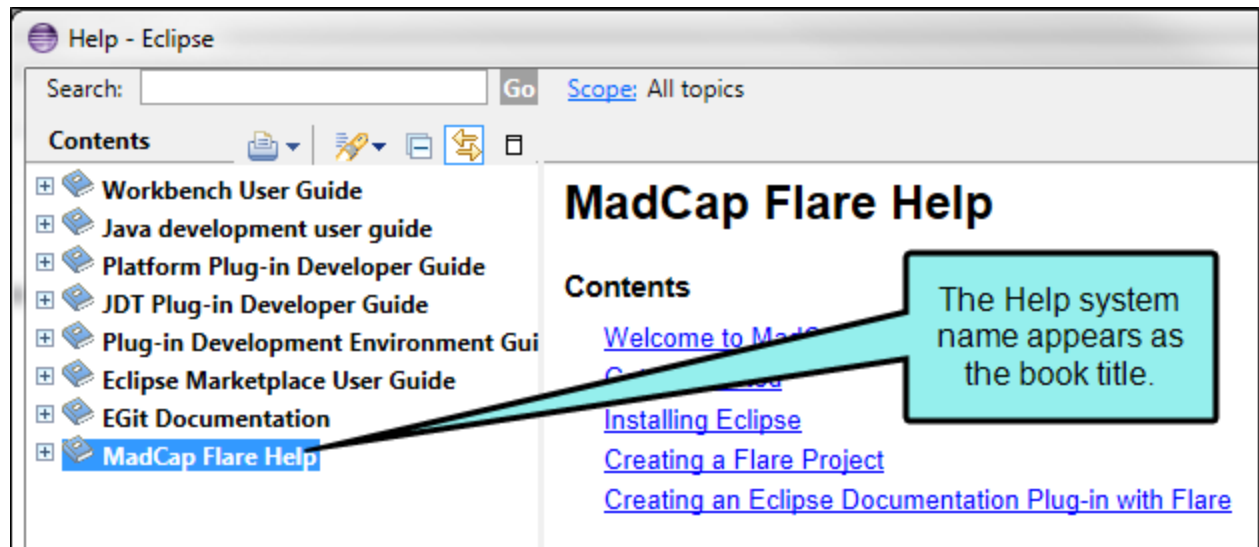 Help - Eclipse
Search: Go Scope: All topics
Contents
Workbench User Guide
Java development user guide
Platform Plug-in Developer Guide
JDT Plug-in Developer Guide
Plug-in Development Environment Gui
Eclipse Marketplace User Guide
EGit Documentation
MadCap Flare Help
MadCap Flare Help
Contents
Welcome to
Installing Eclipse
Creating a Flare Project
Creating an Eclipse Documentation Plug-in with Flare
The Help system
name appears as
the book title.